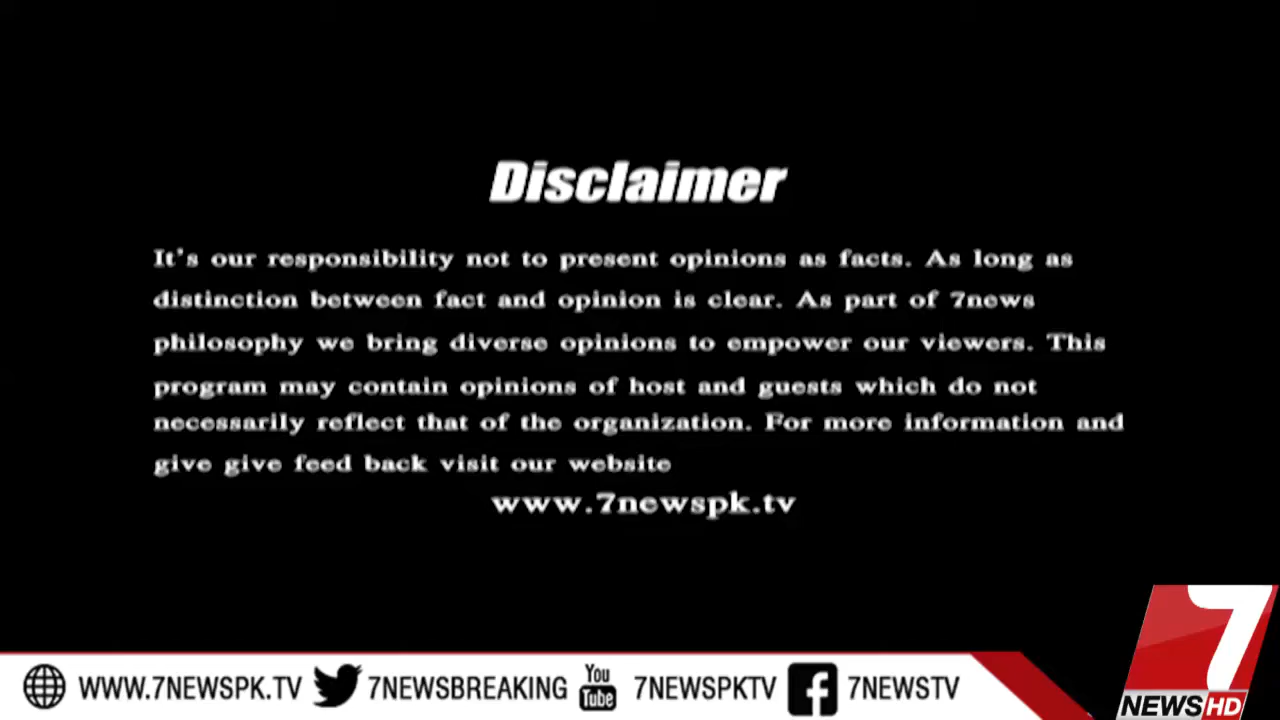 Disclaimer
It's our responsibility not to present opinions as facts. As long as
distinction between fact and opinion is clear. As part of 7news
philosophy we bring diverse opinions to empower our viewers. This
program may contain opinions of host and guests which do not
necessarily reflect that of the organization. For more information and
give give feed back visit our website
www.7newspk.tv
7
NEWS HD
WWW.7NEWSPK.TV 7NEWSBREAKING You Tube 7NEWSPKTV f 7NEWSTV